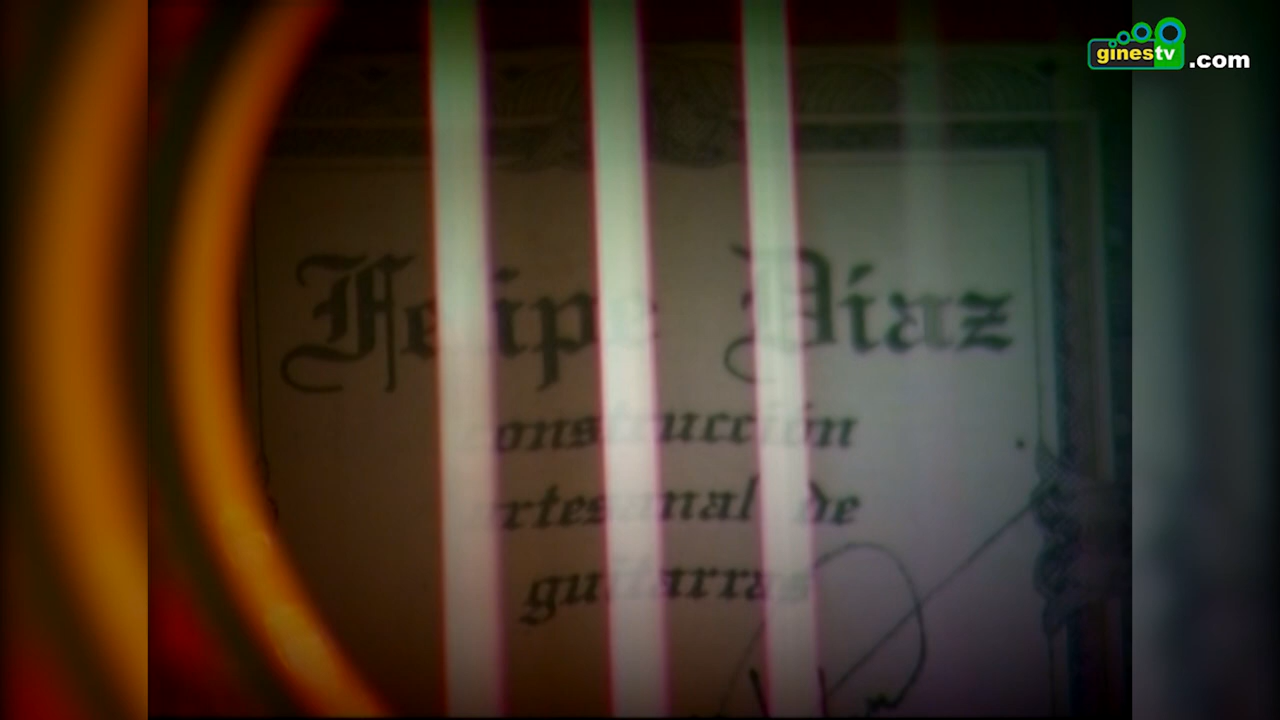 ginestv.com
Felipe Díaz
construcción
artesanal de
guitarras